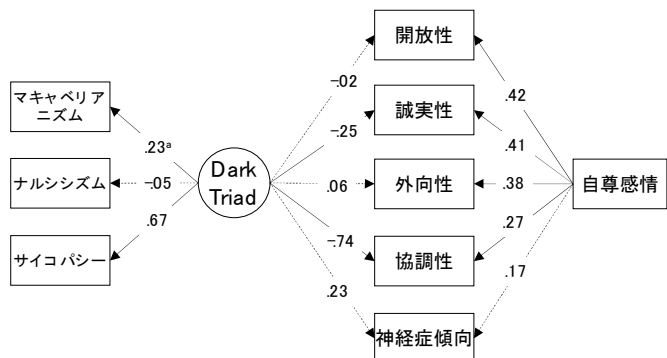 開放性
-.02
マキャベリア
ニズム
誠実性
.42
-.25
.41
.23ª
Dark
Triad
ナルシシズム
-.05
.06
外向性
.38
自尊感情
.67
サイコパシー
-.74
協調性
.27
.23
.17
神経症傾向